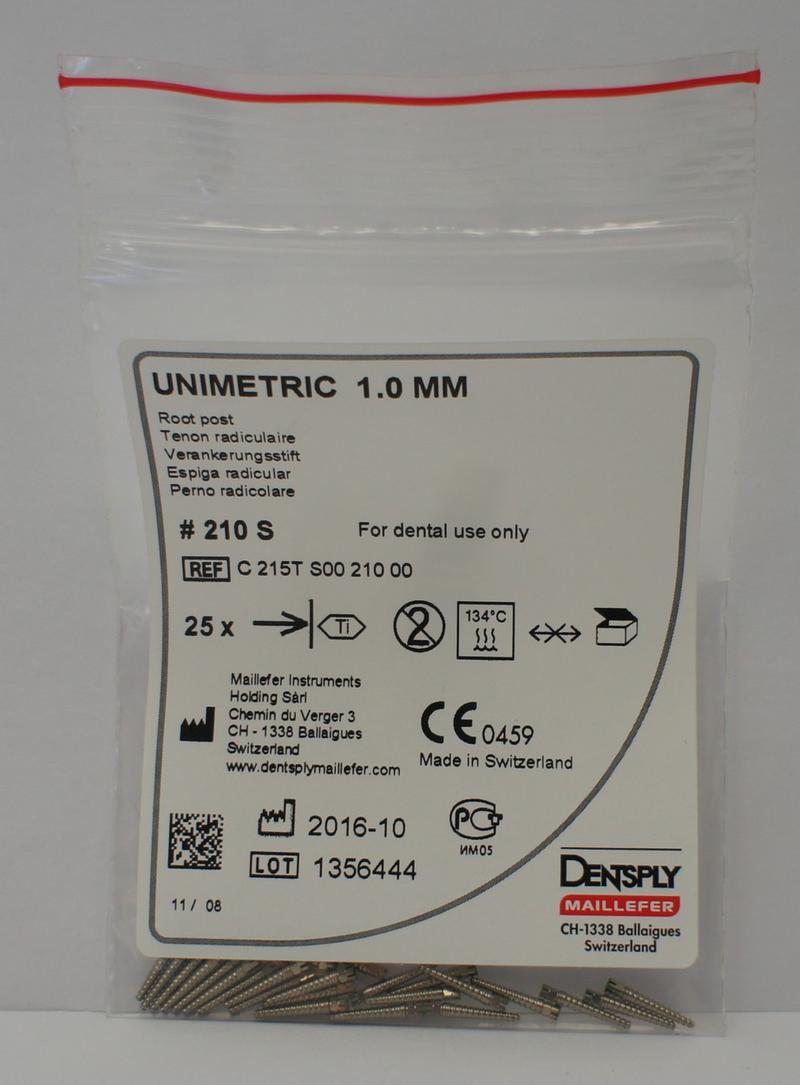 UNIMETRIC 1.0 MM
Root post
Tenon radiculaire
Verankerungsstift
Espiga radicular
Perno radicolare
# 210 S For dental use only
REF C 215T S00 210 00
25 x Ti 2 134°C
Maillefer Instruments
Holding Sàrl
Chemin du Verger 3
CH - 1338 Ballaigues
Switzerland
www.dentsplymaillefer.com
CE 0459
Made in Switzerland
2016-10
LOT 1356444
PC
ИМ05
11 / 08
DENTSPLY
MAILLEFER
CH-1338 Ballaigues
Switzerland